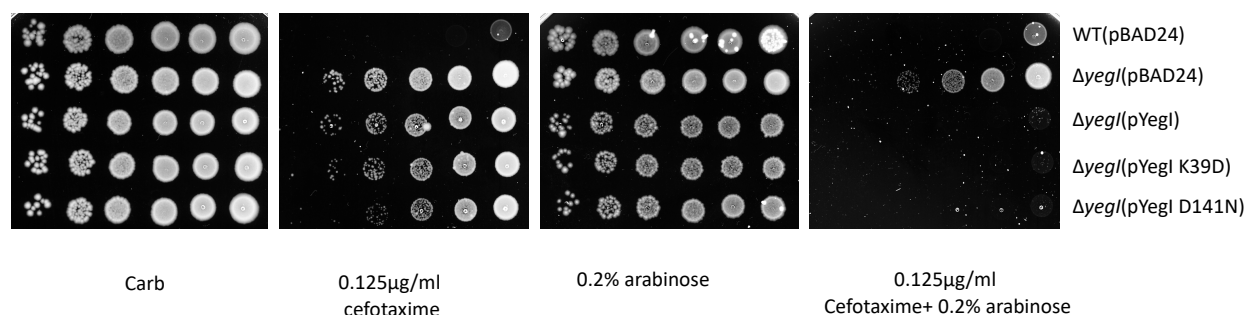 WT(pBAD24)
ΔyegI(pBAD24)
ΔyegI(pYegI)
ΔyegI(pYegI K39D)
ΔyegI(pYegI D141N)
Carb
0.125µg/ml
cefotaxime
0.2% arabinose
0.125µg/ml
Cefotaxime+ 0.2% arabinose